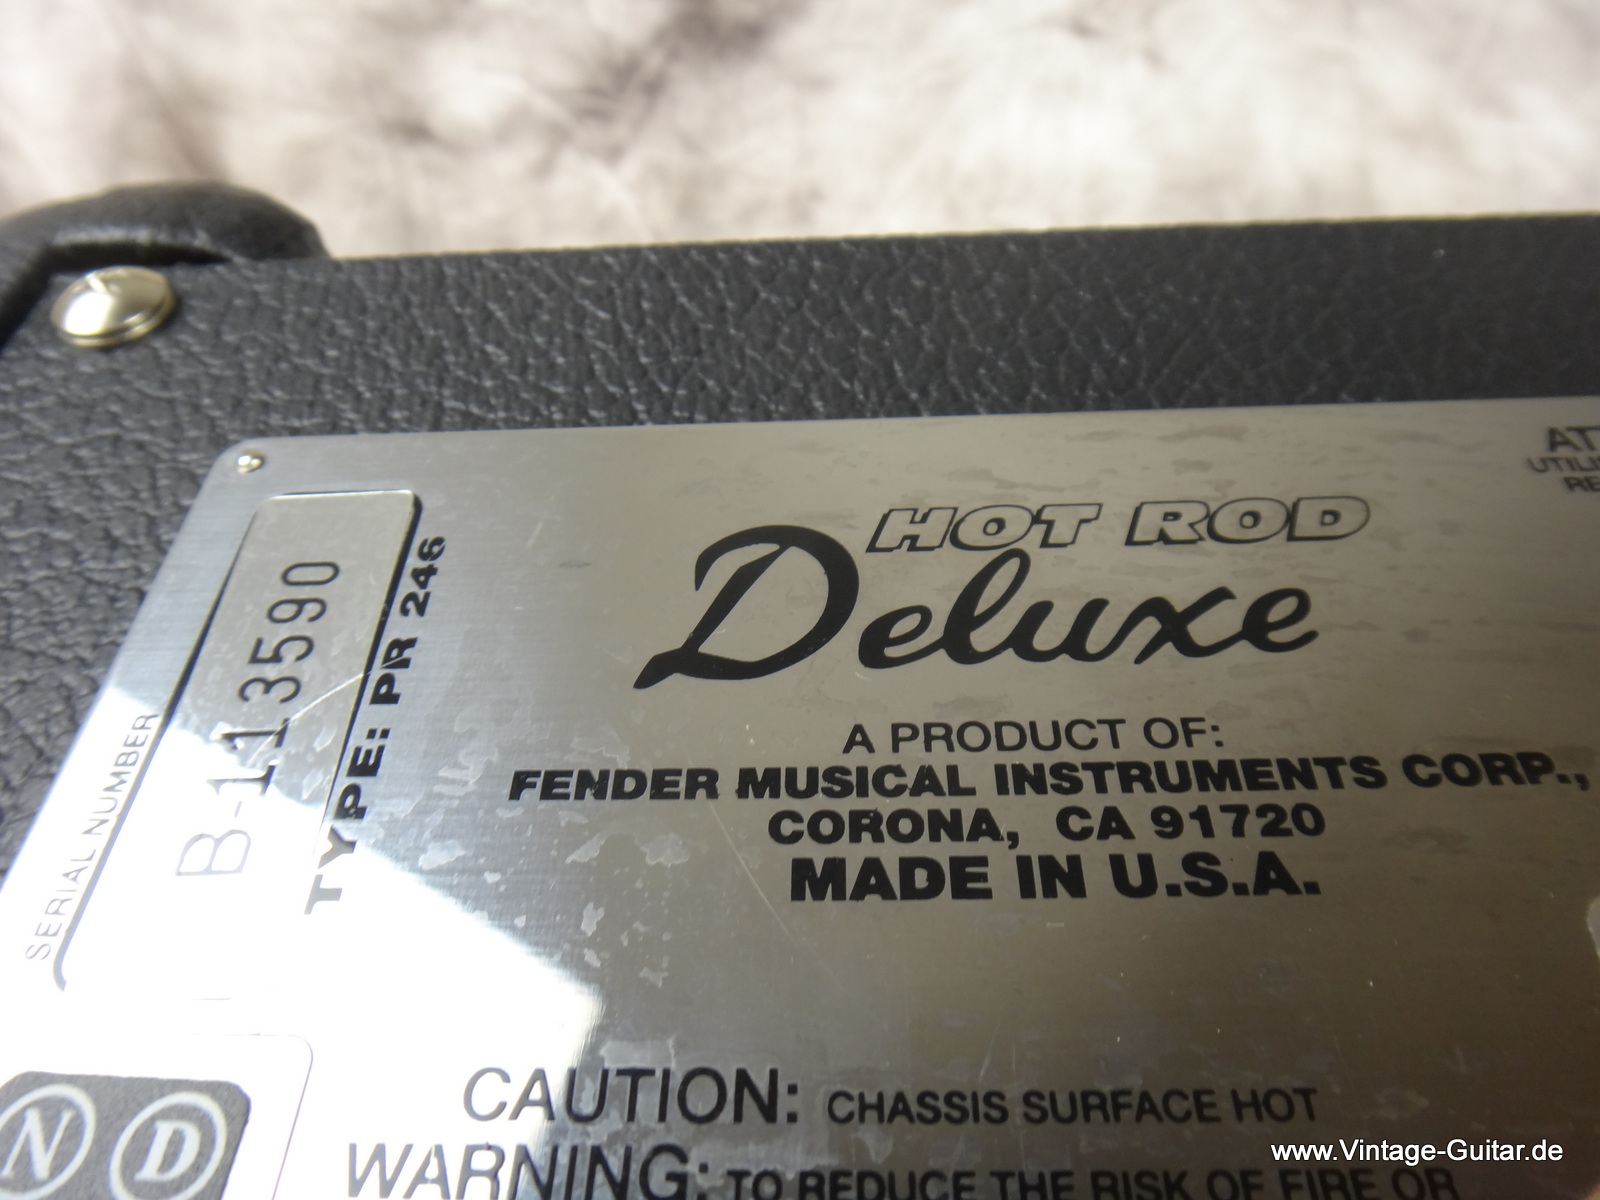 SERIAL NUMBER
B-113590
TYPE: PR 246
HOT ROD
Deluxe
A PRODUCT OF:
FENDER MUSICAL INSTRUMENTS CORP.,
CORONA, CA 91720
MADE IN U.S.A.
CAUTION: CHASSIS SURFACE HOT
WARNING: TO REDUCE THE RISK OF FIRE OR
N D
www.Vintage-Guitar.de